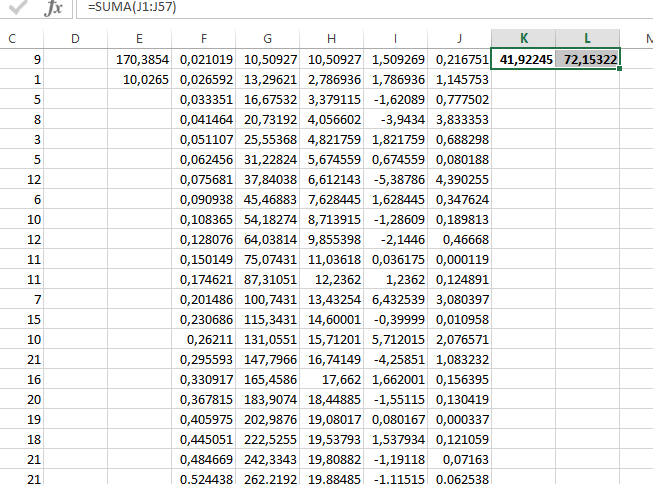 fx =SUMA(J1:J57)
C D E F G H I J K L N
9 170,3854 0,021019 10,50927 10,50927 1,509269 0,216751 41,92245 72,15322
1 10,0265 0,026592 13,29621 2,786936 1,786936 1,145753
5 0,033351 16,67532 3,379115 -1,62089 0,777502
8 0,041464 20,73192 4,056602 -3,9434 3,833353
3 0,051107 25,55368 4,821759 1,821759 0,688298
5 0,062456 31,22824 5,674559 0,674559 0,080188
12 0,075681 37,84038 6,612143 -5,38786 4,390255
6 0,090938 45,46883 7,628445 1,628445 0,347624
10 0,108365 54,18274 8,713915 -1,28609 0,189813
12 0,128076 64,03814 9,855398 -2,1446 0,46668
11 0,150149 75,07431 11,03618 0,036175 0,000119
11 0,174621 87,31051 12,2362 1,2362 0,124891
7 0,201486 100,7431 13,43254 6,432539 3,080397
15 0,230686 115,3431 14,60001 -0,39999 0,010958
10 0,26211 131,0551 15,71201 5,712015 2,076571
21 0,295593 147,7966 16,74149 -4,25851 1,083232
16 0,330917 165,4586 17,662 1,662001 0,156395
20 0,367815 183,9074 18,44885 -1,55115 0,130419
19 0,405975 202,9876 19,08017 0,080167 0,000337
18 0,445051 222,5255 19,53793 1,537934 0,121059
21 0,484669 242,3343 19,80882 -1,19118 0,07163
21 0,524438 262,2192 19,88485 -1,11515 0,062538